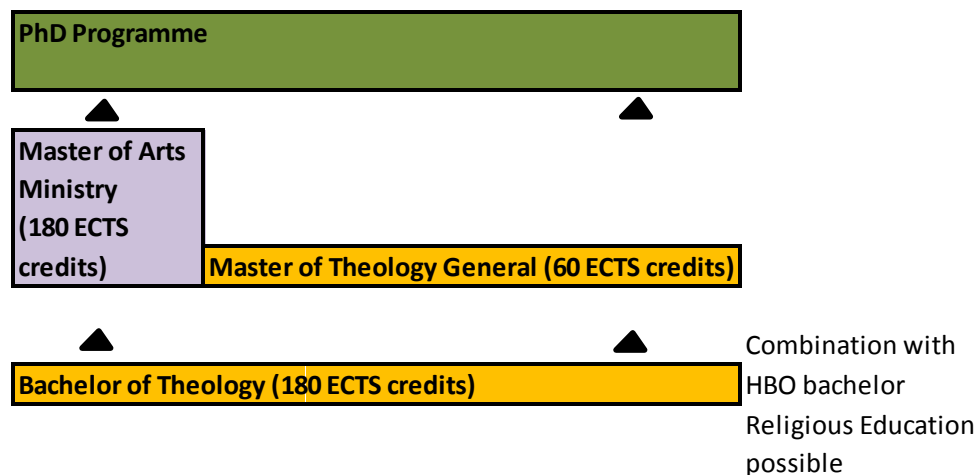 PhD Programme
Master of Arts
Ministry
(180 ECTS
credits)
Master of Theology General (60 ECTS credits)
Bachelor of Theology (180 ECTS credits)
Combination with
HBO bachelor
Religious Education
possible